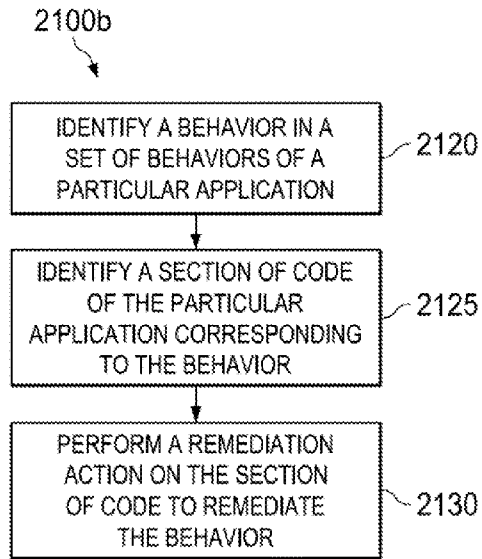 2100b
IDENTIFY A BEHAVIOR IN A
SET OF BEHAVIORS OF A
PARTICULAR APPLICATION
2120
IDENTIFY A SECTION OF CODE
OF THE PARTICULAR
APPLICATION CORRESPONDING
TO THE BEHAVIOR
2125
PERFORM A REMEDIATION
ACTION ON THE SECTION
OF CODE TO REMEDIATE
THE BEHAVIOR
2130